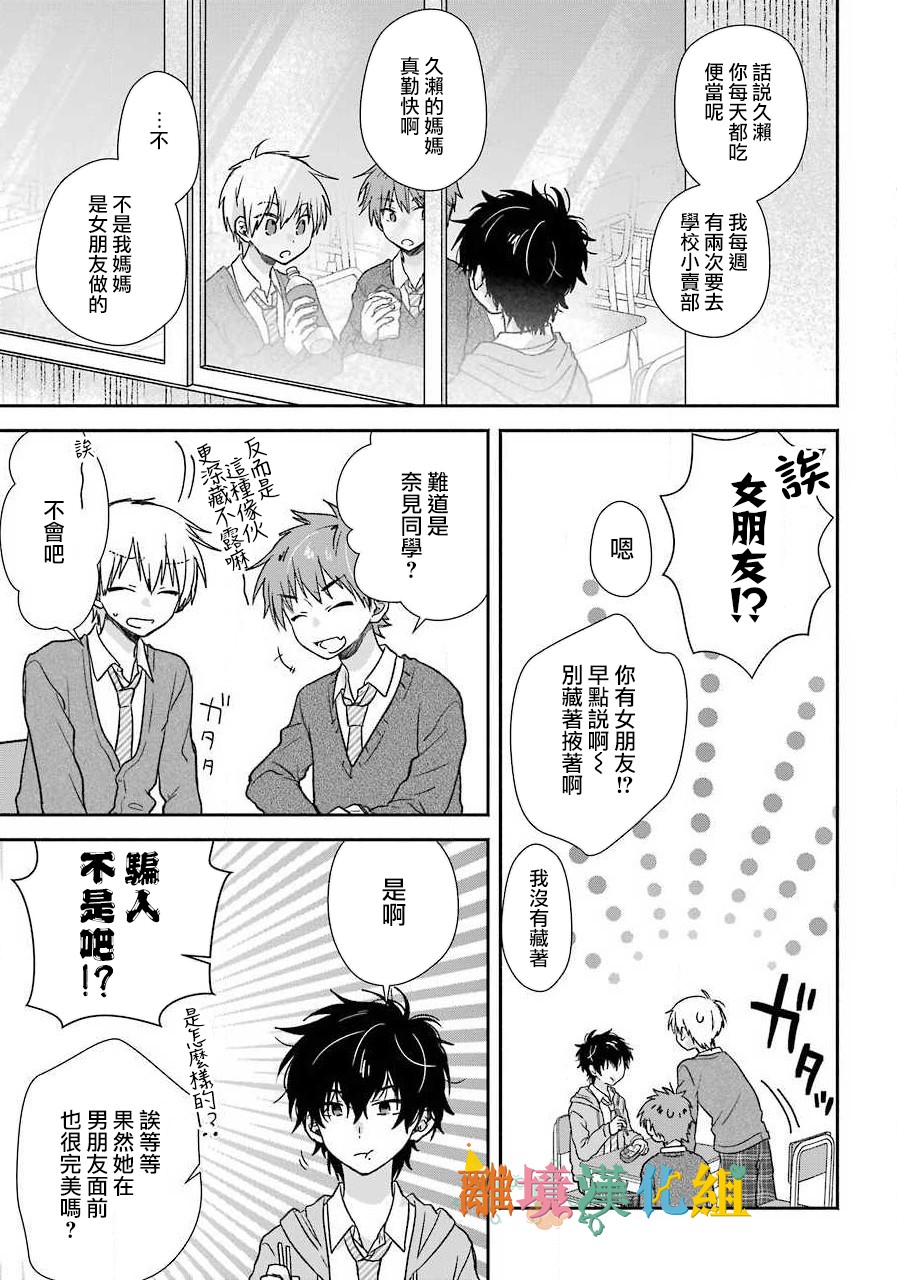 話說久瀨
你每天都吃
便當呢
我每週
有兩次要去
學校小賣部
久瀨的媽媽
真勤快啊
…不
不是我媽媽
是女朋友做的
誒
女朋友!?
嗯
你有女朋友!?
早點說啊~
別藏著掖著啊
我沒有藏著
ガタッ
難道是
奈見同學?
反而是
這種傢伙
更深藏不露嘛
誒
不會吧
ガタタ
是啊
騙人
不是吧!?
是怎麼樣的!?
誒等等
果然她在
男朋友面前
也很完美嗎?
離境漢化組